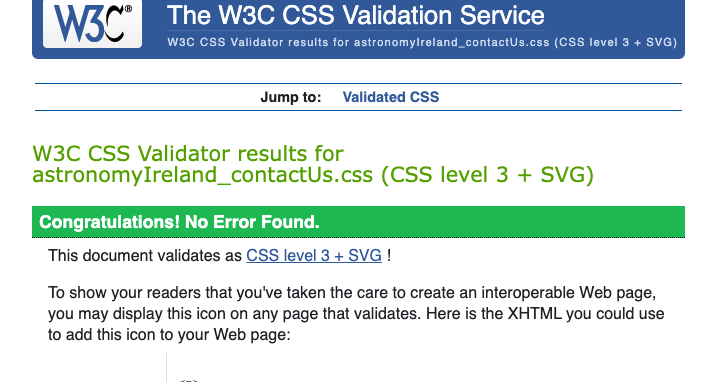 W3C®
The W3C CSS Validation Service
W3C CSS Validator results for astronomyIreland_contactUs.css (CSS level 3 + SVG)
Jump to: Validated CSS
W3C CSS Validator results for
astronomyIreland_contactUs.css (CSS level 3 + SVG)
Congratulations! No Error Found.
This document validates as CSS level 3 + SVG !
To show your readers that you've taken the care to create an interoperable Web page,
you may display this icon on any page that validates. Here is the XHTML you could use
to add this icon to your Web page: